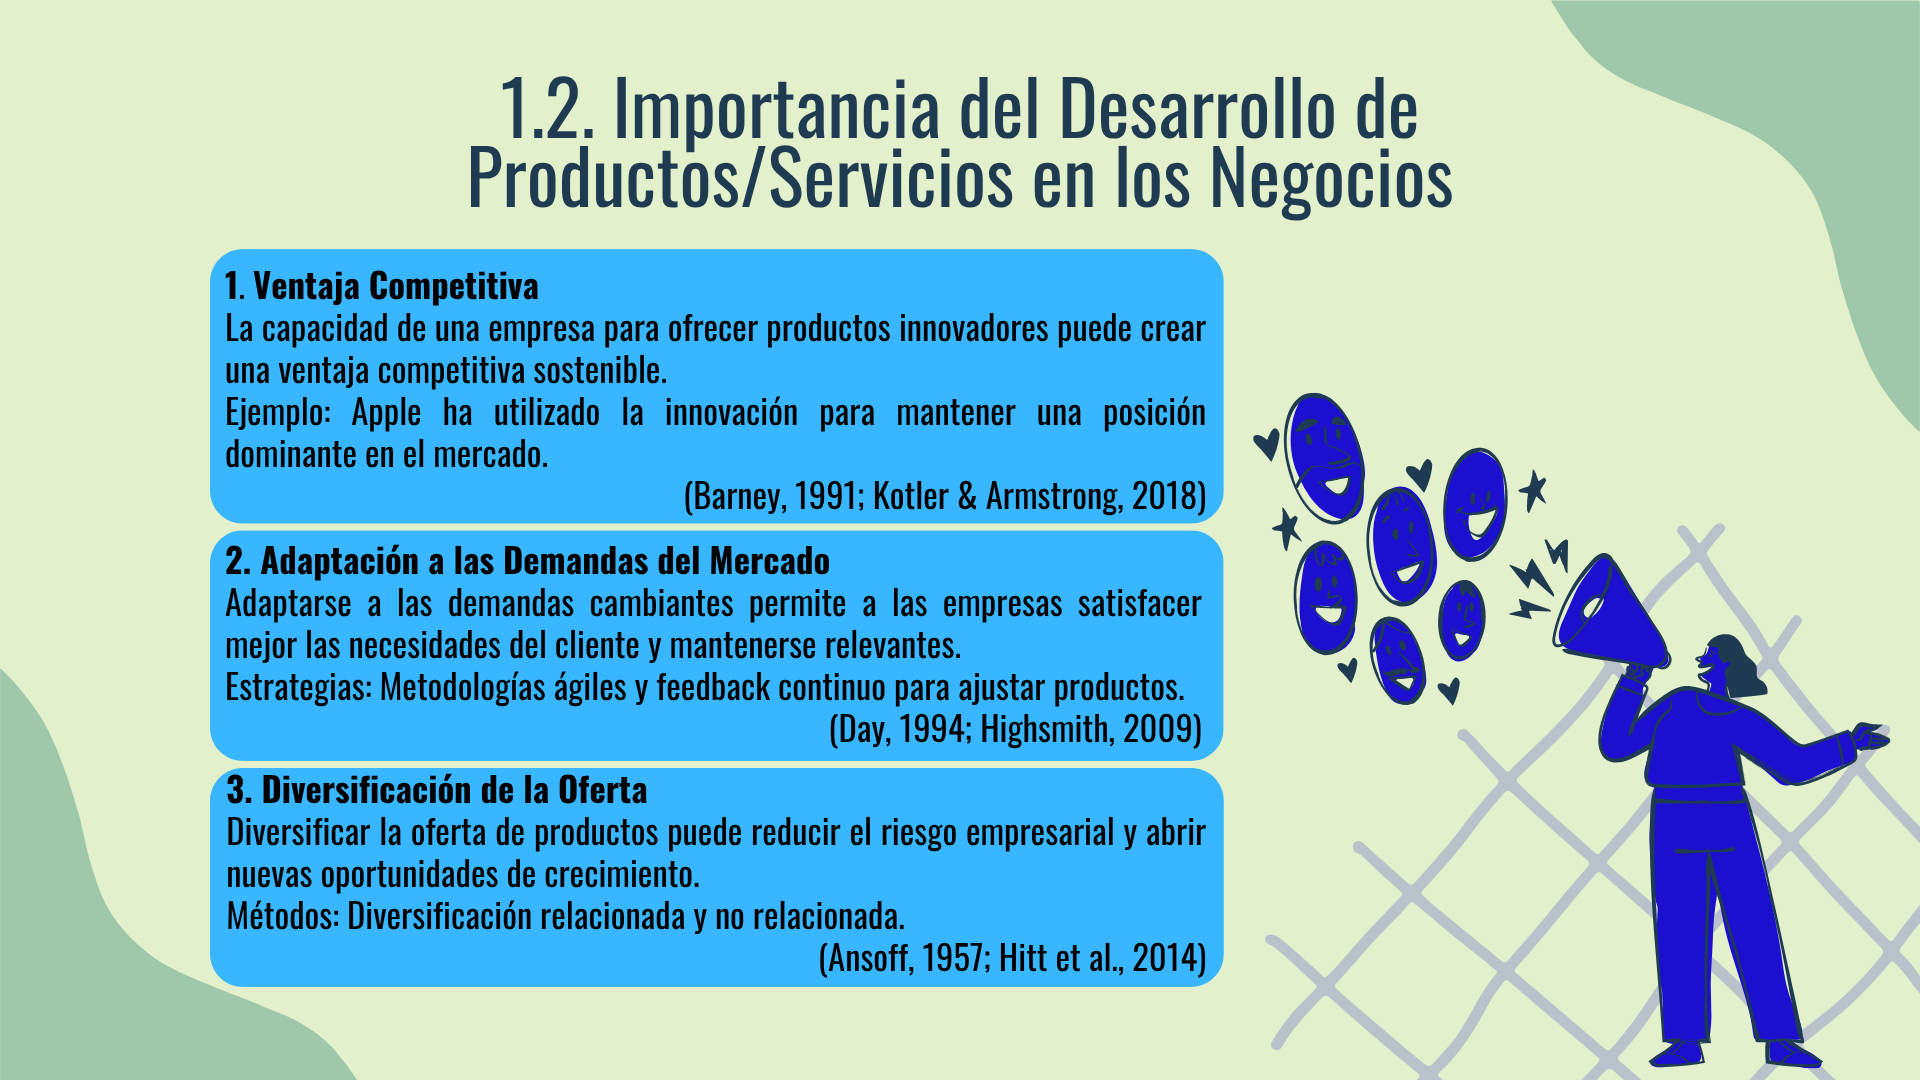 1.2. Importancia del Desarrollo de
Productos/Servicios en los Negocios
1. Ventaja Competitiva
La capacidad de una empresa para ofrecer productos innovadores puede crear
una ventaja competitiva sostenible.
Ejemplo: Apple ha utilizado la innovación para mantener una posición
dominante en el mercado.
(Barney, 1991; Kotler & Armstrong, 2018)
2. Adaptación a las Demandas del Mercado
Adaptarse a las demandas cambiantes permite a las empresas satisfacer
mejor las necesidades del cliente y mantenerse relevantes.
Estrategias: Metodologías ágiles y feedback continuo para ajustar productos.
(Day, 1994; Highsmith, 2009)
3. Diversificación de la Oferta
Diversificar la oferta de productos puede reducir el riesgo empresarial y abrir
nuevas oportunidades de crecimiento.
Métodos: Diversificación relacionada y no relacionada.
(Ansoff, 1957; Hitt et al., 2014)